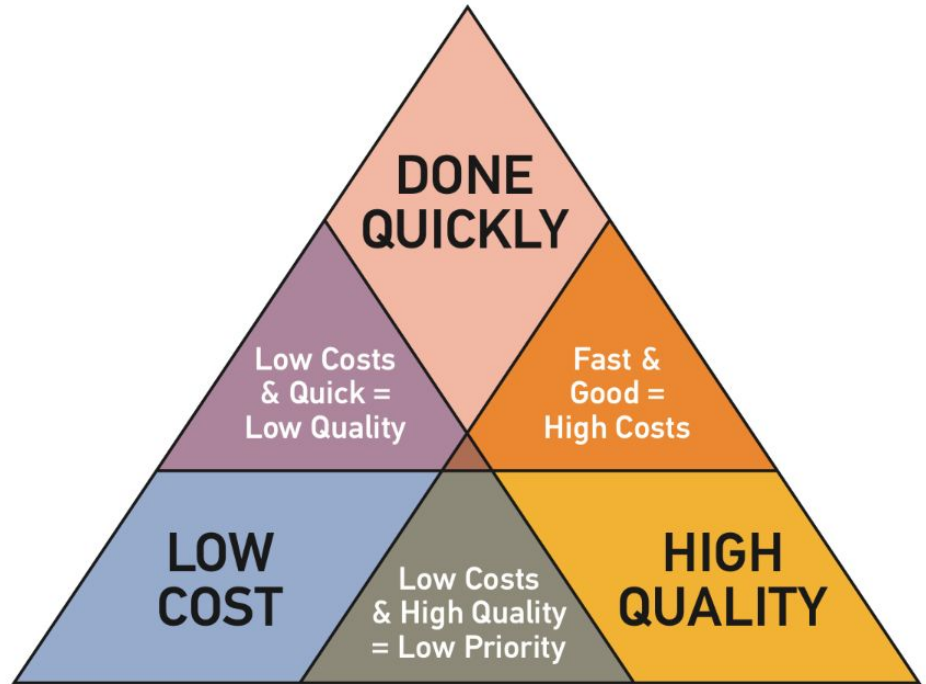 DONE
QUICKLY
Low Costs
& Quick =
Low Quality
Fast &
Good =
High Costs
LOW
COST
Low Costs
& High Quality
= Low Priority
HIGH
QUALITY